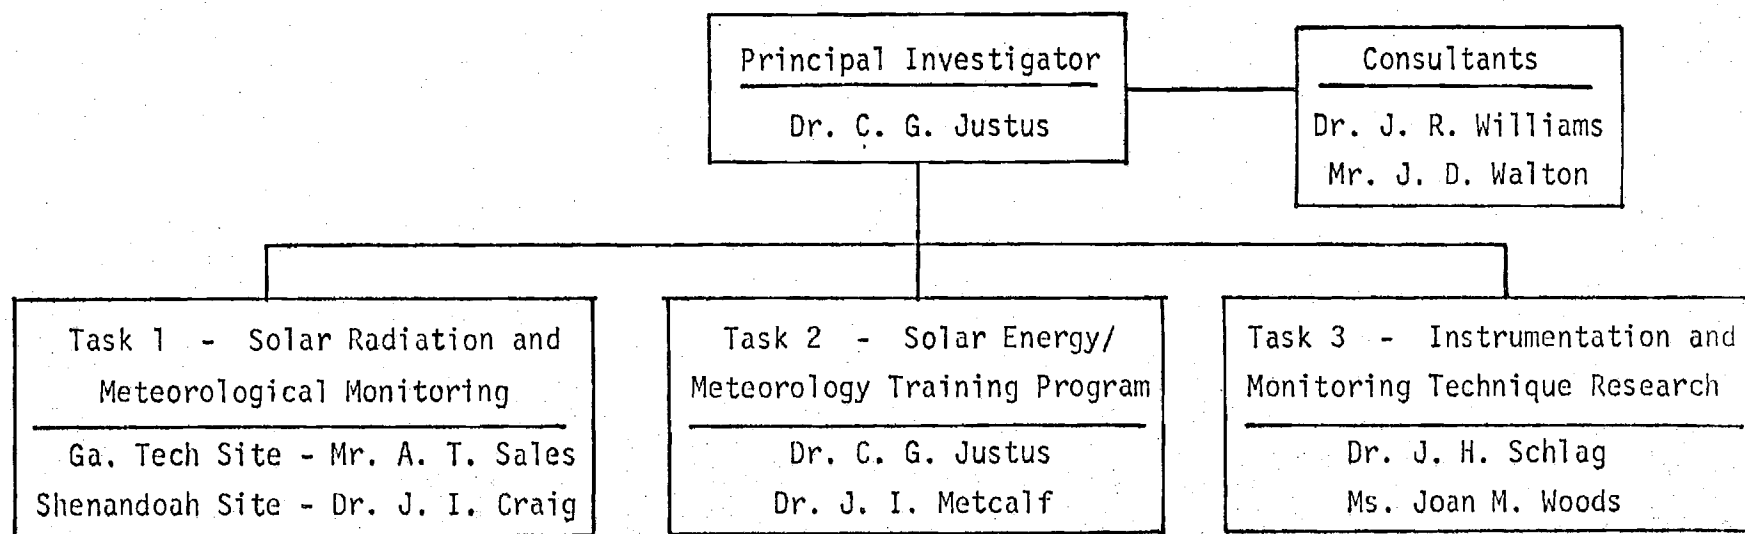 Principal Investigator
Dr. C. G. Justus
Consultants
Dr. J. R. Williams
Mr. J. D. Walton
Task 1 - Solar Radiation and
Meteorological Monitoring
Ga. Tech Site - Mr. A. T. Sales
Shenandoah Site - Dr. J. I. Craig
Task 2 - Solar Energy/
Meteorology Training Program
Dr. C. G. Justus
Dr. J. I. Metcalf
Task 3 - Instrumentation and
Monitoring Technique Research
Dr. J. H. Schlag
Ms. Joan M. Woods